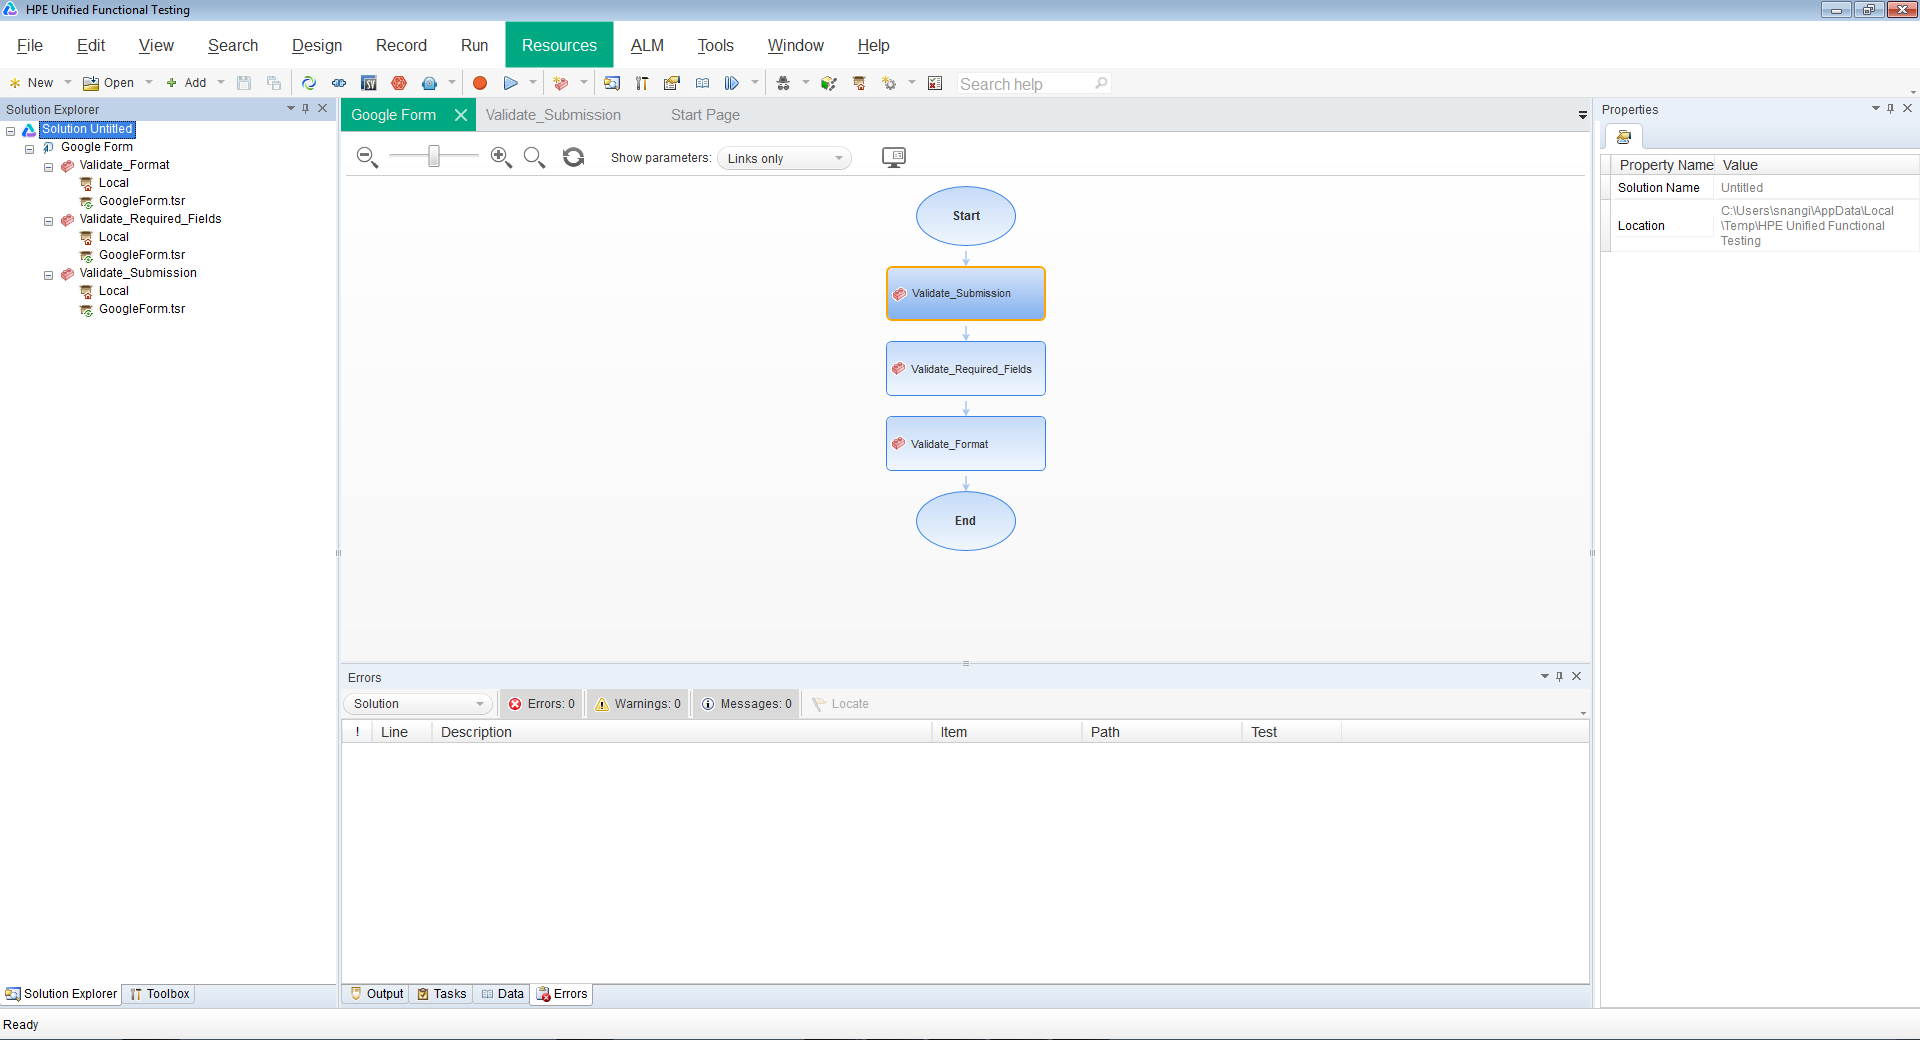 HPE Unified Functional Testing
File Edit View Search Design Record Run Resources ALM Tools Window Help
New Open Add Search help
Solution Explorer
Solution Untitled
Google Form
Validate_Format
Local
GoogleForm.tsr
Validate_Required_Fields
Local
GoogleForm.tsr
Validate_Submission
Local
GoogleForm.tsr
Solution Explorer Toolbox
Google Form Validate_Submission Start Page
Show parameters: Links only
Start
Validate_Submission
Validate_Required_Fields
Validate_Format
End
Errors
Solution Errors: 0 Warnings: 0 Messages: 0 Locate
! Line Description Item Path Test
Output Tasks Data Errors
Properties
Property Name Value
Solution Name Untitled
Location C:\Users\snangi\AppData\Local
\Temp\HPE Unified Functional
Testing
Ready